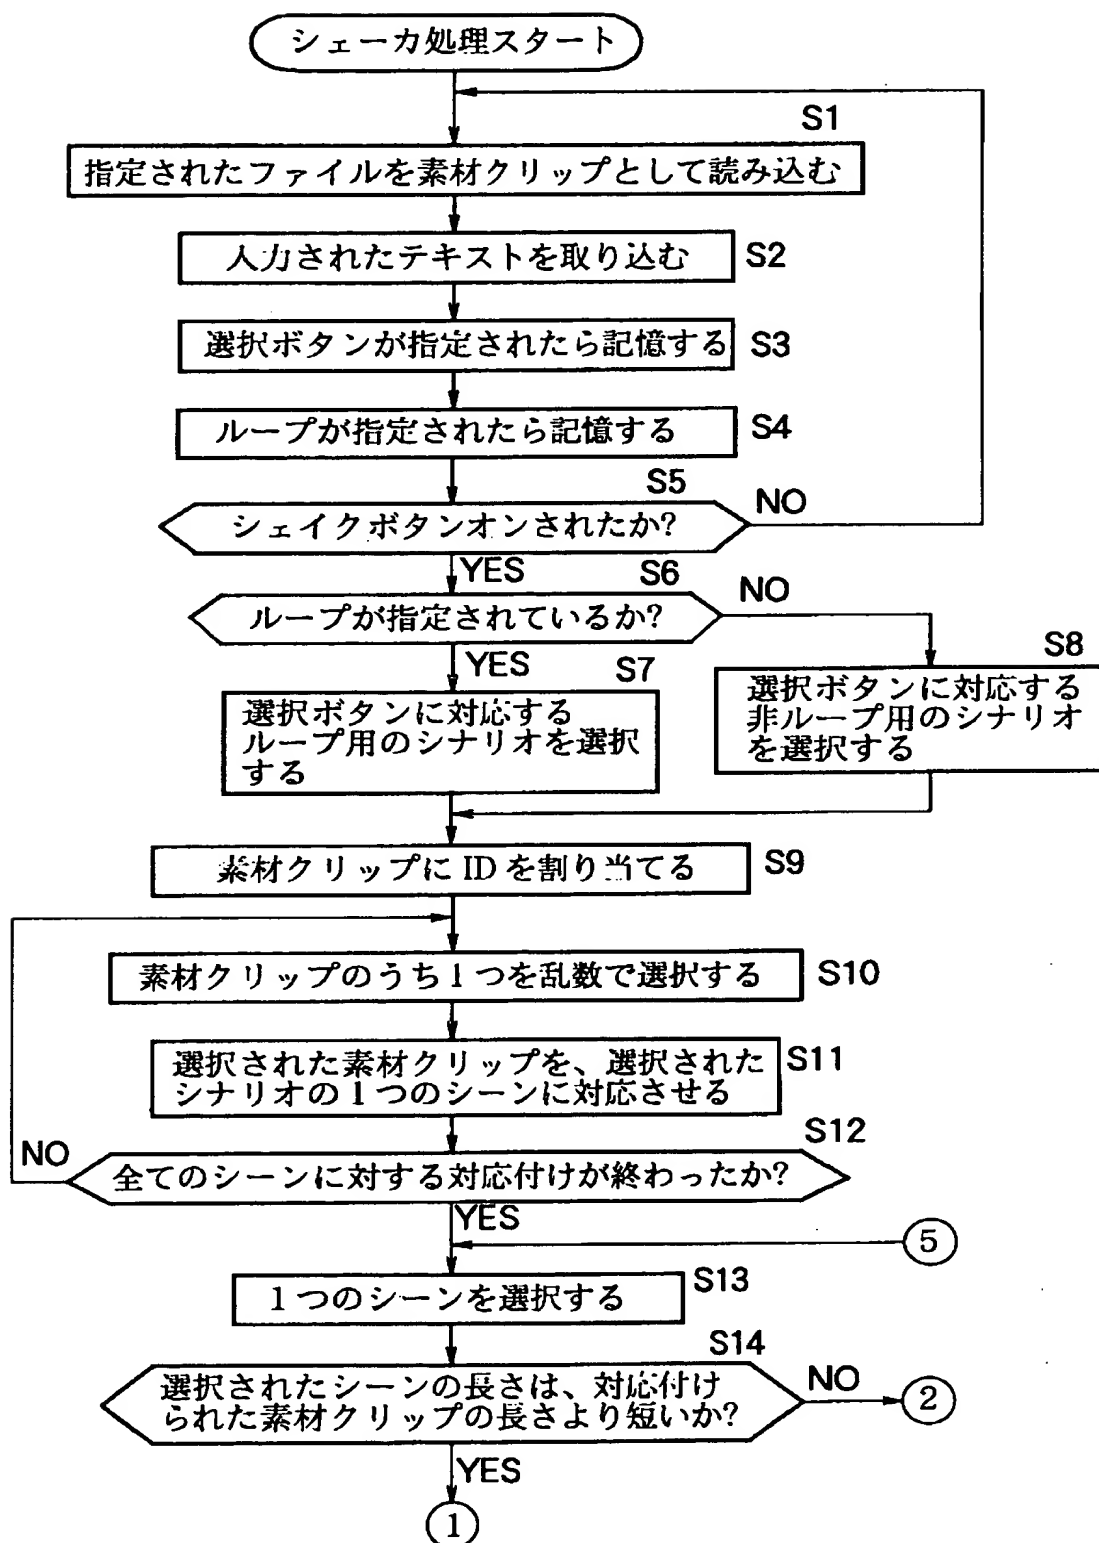 シェーカ処理スタート
S1
指定されたファイルを素材クリップとして読み込む
入力されたテキストを取り込む
S2
選択ボタンが指定されたら記憶する
S3
ループが指定されたら記憶する
S4
S5
シェイクボタンオンされたか?
NO
YES
S6
ループが指定されているか?
NO
YES
S7
選択ボタンに対応する
ループ用のシナリオを選択
する
S8
選択ボタンに対応する
非ループ用のシナリオ
を選択する
素材クリップに ID を割り当てる
S9
素材クリップのうち1つを乱数で選択する
S10
選択された素材クリップを、選択された
シナリオの1つのシーンに対応させる
S11
S12
全てのシーンに対する対応付けが終わったか?
NO
YES
5
1つのシーンを選択する
S13
S14
選択されたシーンの長さは、対応付け
られた素材クリップの長さより短いか?
NO
2
YES
1